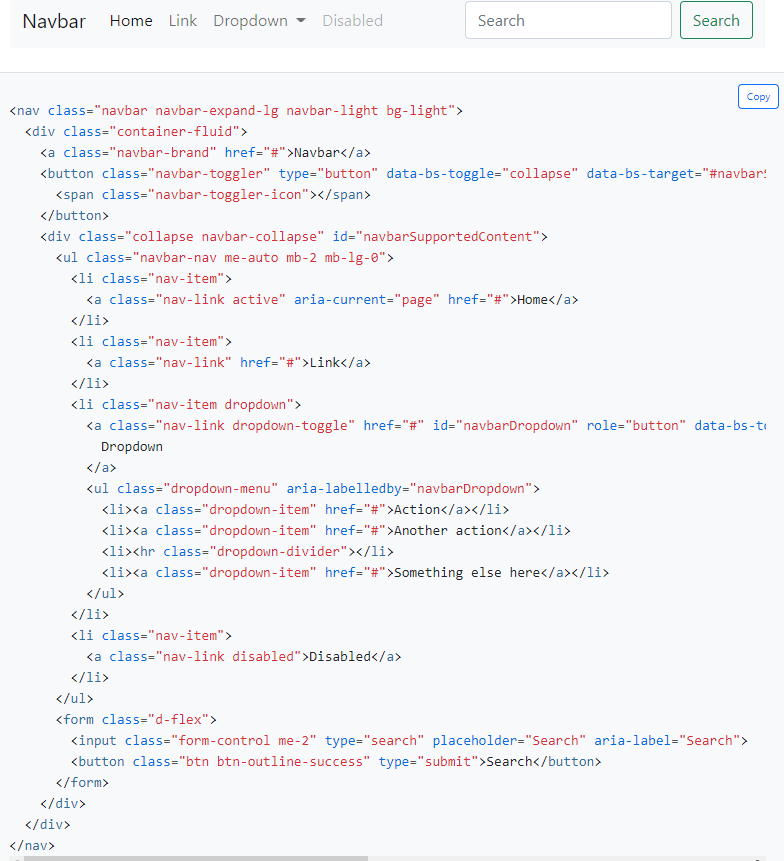 Navbar Home Link Dropdown Disabled Search Search
Copy
<nav class="navbar navbar-expand-lg navbar-light bg-light">
  <div class="container-fluid">
    <a class="navbar-brand" href="#">Navbar</a>
    <button class="navbar-toggler" type="button" data-bs-toggle="collapse" data-bs-target="#navbarS
      <span class="navbar-toggler-icon"></span>
    </button>
    <div class="collapse navbar-collapse" id="navbarSupportedContent">
      <ul class="navbar-nav me-auto mb-2 mb-lg-0">
        <li class="nav-item">
          <a class="nav-link active" aria-current="page" href="#">Home</a>
        </li>
        <li class="nav-item">
          <a class="nav-link" href="#">Link</a>
        </li>
        <li class="nav-item dropdown">
          <a class="nav-link dropdown-toggle" href="#" id="navbarDropdown" role="button" data-bs-to
            Dropdown
          </a>
          <ul class="dropdown-menu" aria-labelledby="navbarDropdown">
            <li><a class="dropdown-item" href="#">Action</a></li>
            <li><a class="dropdown-item" href="#">Another action</a></li>
            <li><hr class="dropdown-divider"></li>
            <li><a class="dropdown-item" href="#">Something else here</a></li>
          </ul>
        </li>
        <li class="nav-item">
          <a class="nav-link disabled">Disabled</a>
        </li>
      </ul>
      <form class="d-flex">
        <input class="form-control me-2" type="search" placeholder="Search" aria-label="Search">
        <button class="btn btn-outline-success" type="submit">Search</button>
      </form>
    </div>
  </div>
</nav>